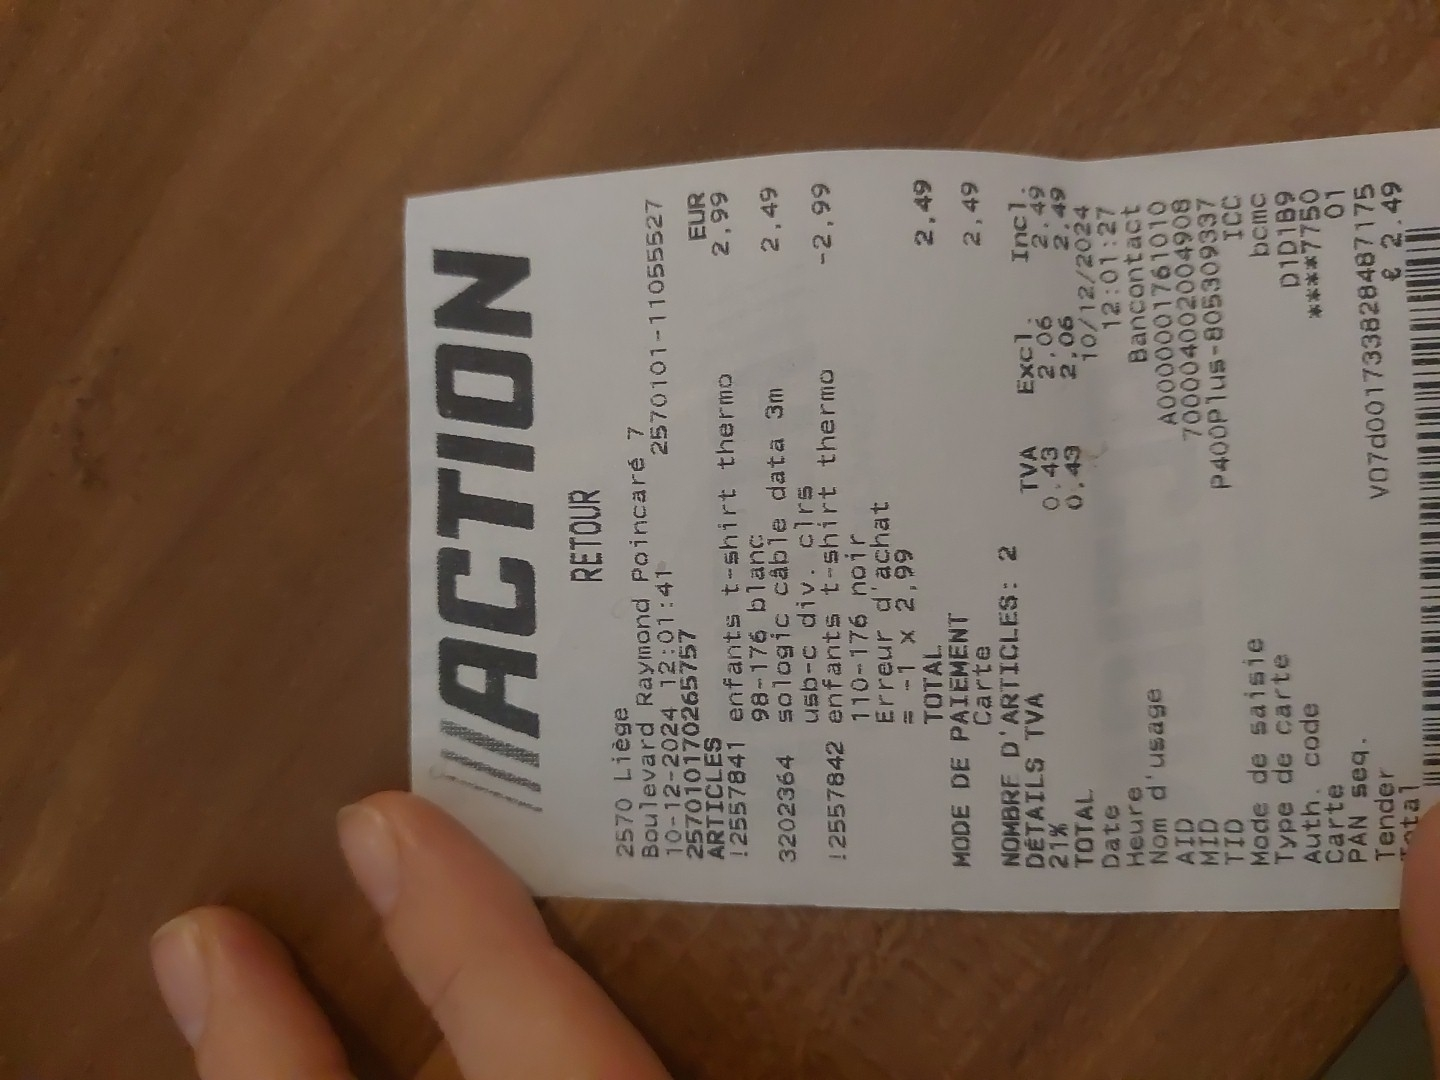 ACTION
RETOUR
2570 Liège
Boulevard Raymond Poincaré 7
10-12-2024 12:01:41 2570101-11055527
257010170265757
ARTICLES EUR
!2557841 enfants t-shirt thermo 2,99
98-176 blanc
3202364 sologic câble data 3m 2,49
usb-c div. clrs
!2557842 enfants t-shirt thermo -2,99
110-176 noir
Erreur d'achat
= -1 x 2,99
TOTAL 2,49
MODE DE PAIEMENT
Carte 2,49
NOMBRE D'ARTICLES: 2
DÉTAILS TVA TVA Excl. Incl.
21% 0.43 2,06 2,49
TOTAL 0,43 2,06 2,49
Date 10/12/2024
Heure 12:01:27
Nom d'usage Bancontact
AID A0000001761010
MID 700004002004908
TID P400Plus-805309337
Mode de saisie ICC
Type de carte bcmc
Auth. code D1D1B9
Carte ****7750
PAN seq. 01
Tender V07d001733828487175
Total € 2.49